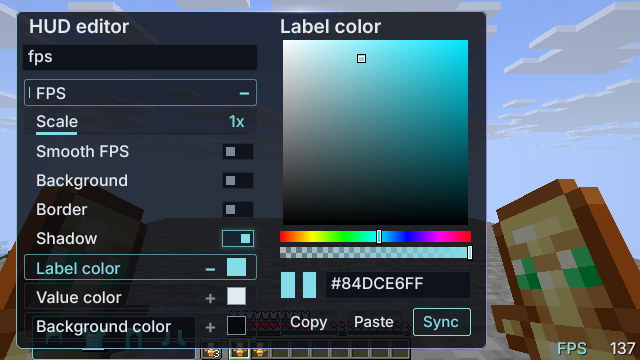 HUD editor
fps
FPS
Scale 1x
Smooth FPS
Background
Border
Shadow
Label color
Value color
Background color
Label color
#84DCE6FF
Copy Paste Sync
3
FPS 137